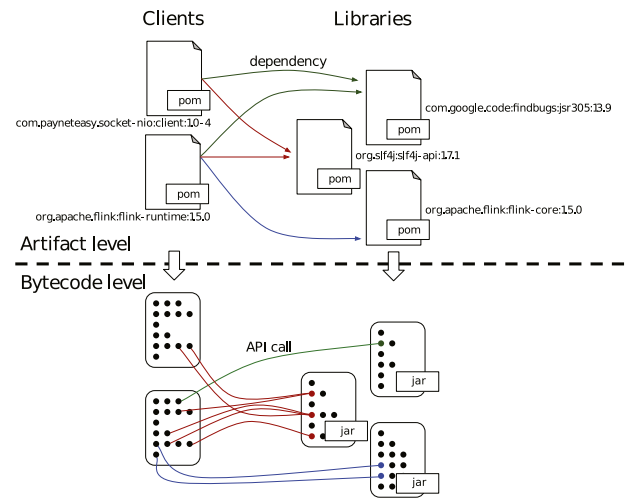 Clients
Libraries
dependency
pom
com.payneteasy.socket-nio:client:1.0-4
pom
com.google.code:findbugs:jsr305:13.9
pom
org.slf4j:slf4j-api:1.7.1
pom
org.apache.flink:flink-runtime:1.5.0
pom
org.apache.flink:flink-core:1.5.0
Artifact level
Bytecode level
API call
jar
jar
jar